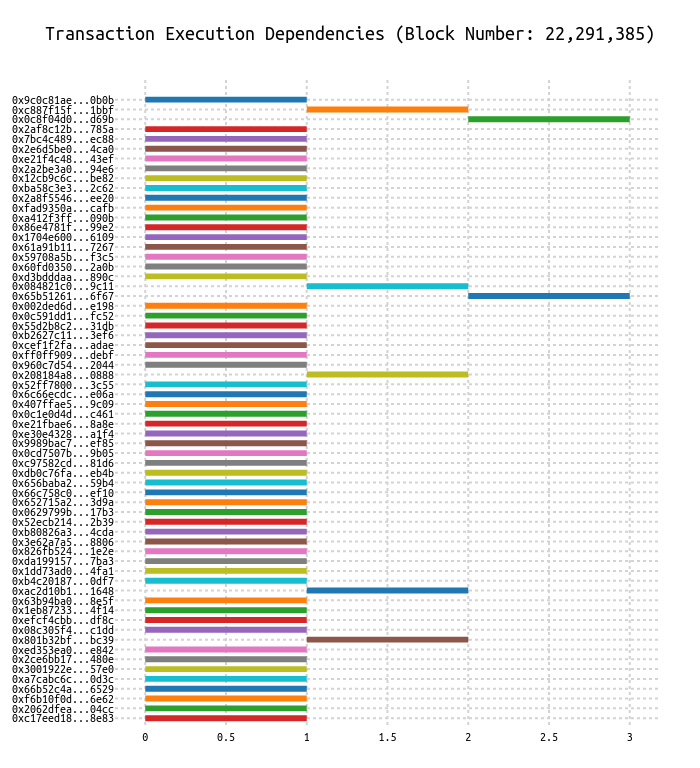 Transaction Execution Dependencies (Block Number: 22,291,385)
0x9c0c81ae...0b0b
0xc887f15f...1bbf
0x0c8f04d0...d69b
0x2af8c12b...785a
0x7bc4c489...ec88
0x2e6d5be0...4ca0
0xe21f4c48...43ef
0x2a2be3a0...94e6
0x12cb9c6c...be82
0xba58c3e3...2c62
0x2a8f5546...ee20
0xfad9350a...cafb
0xa412f3ff...090b
0x86e4781f...99e2
0x1704e600...6109
0x61a91b11...7267
0x59708a5b...f3c5
0x60fd0350...2a0b
0xd3bdddaa...890c
0x084821c0...9c11
0x65b51261...6f67
0x002ded6d...e198
0x0c591dd1...fc52
0x55d2b8c2...31db
0xb2627c11...3ef6
0xcef1f2fa...adae
0xff0ff909...debf
0x960c7d54...2044
0x208184a8...0888
0x52ff7800...3c55
0x6c66ecdc...e06a
0x407ffae5...9c09
0x0c1e0d4d...c461
0xe21fbae6...8a8e
0xe30e4328...a1f4
0x9989bac7...ef85
0x0cd7507b...9b05
0xc97582cd...81d6
0xdb0c76fa...eb4b
0x656baba2...59b4
0x66c758c0...ef10
0x652715a2...3d9a
0x0629799b...17b3
0x52ecb214...2b39
0xb80826a3...4cda
0x3e62a7a5...8806
0x826fb524...1e2e
0xda199157...7ba3
0x1dd73ad0...4fa1
0xb4c20187...0df7
0xac2d10b1...1648
0x63b94ba0...8e5f
0x1eb87233...4f14
0xefcf4cbb...df8c
0x08c305f4...c1dd
0x801b32bf...bc39
0xed353ea0...e842
0x2ce6bb17...480e
0x3001922e...57e0
0xa7cabc6c...0d3c
0x66b52c4a...6529
0xf6b10f0d...6e62
0x2062dfea...04cc
0xc17eed18...8e83
0 0.5 1 1.5 2 2.5 3